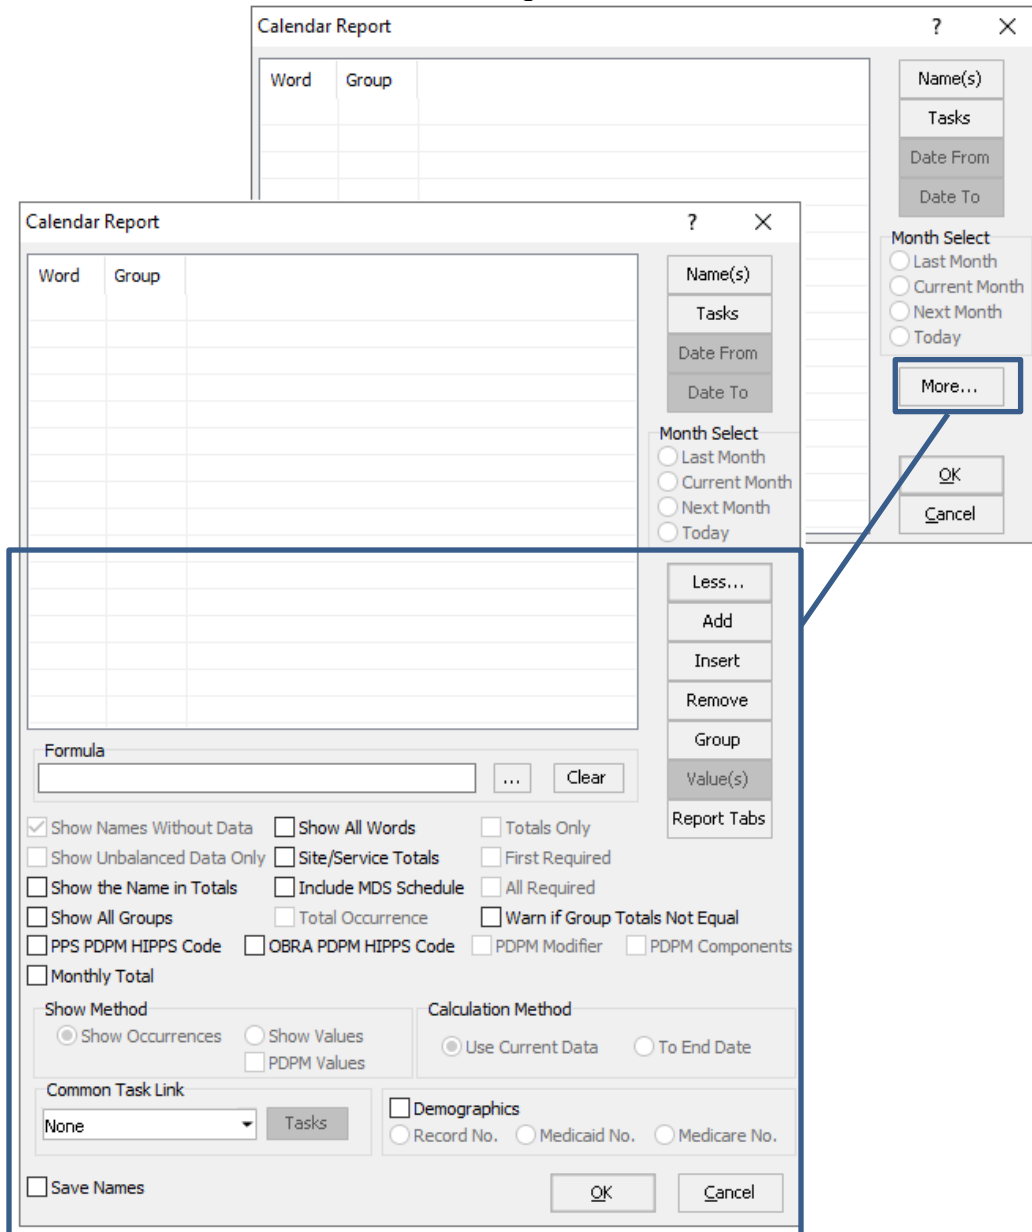 Calendar Report ? X
Word Group
Name(s)
Tasks
Date From
Date To
Month Select
Last Month
Current Month
Next Month
Today
More...
OK
Cancel
Calendar Report ? X
Word Group
Name(s)
Tasks
Date From
Date To
Month Select
Last Month
Current Month
Next Month
Today
Less...
Add
Insert
Remove
Group
Value(s)
Report Tabs
Formula
... Clear
Show Names Without Data Show All Words Totals Only
Show Unbalanced Data Only Site/Service Totals First Required
Show the Name in Totals Include MDS Schedule All Required
Show All Groups Total Occurrence Warn if Group Totals Not Equal
PPS PDPM HIPPS Code OBRA PDPM HIPPS Code PDPM Modifier PDPM Components
Monthly Total
Show Method Calculation Method
Show Occurrences Show Values Use Current Data To End Date
PDPM Values
Common Task Link
None Tasks
Demographics
Record No. Medicaid No. Medicare No.
Save Names OK Cancel